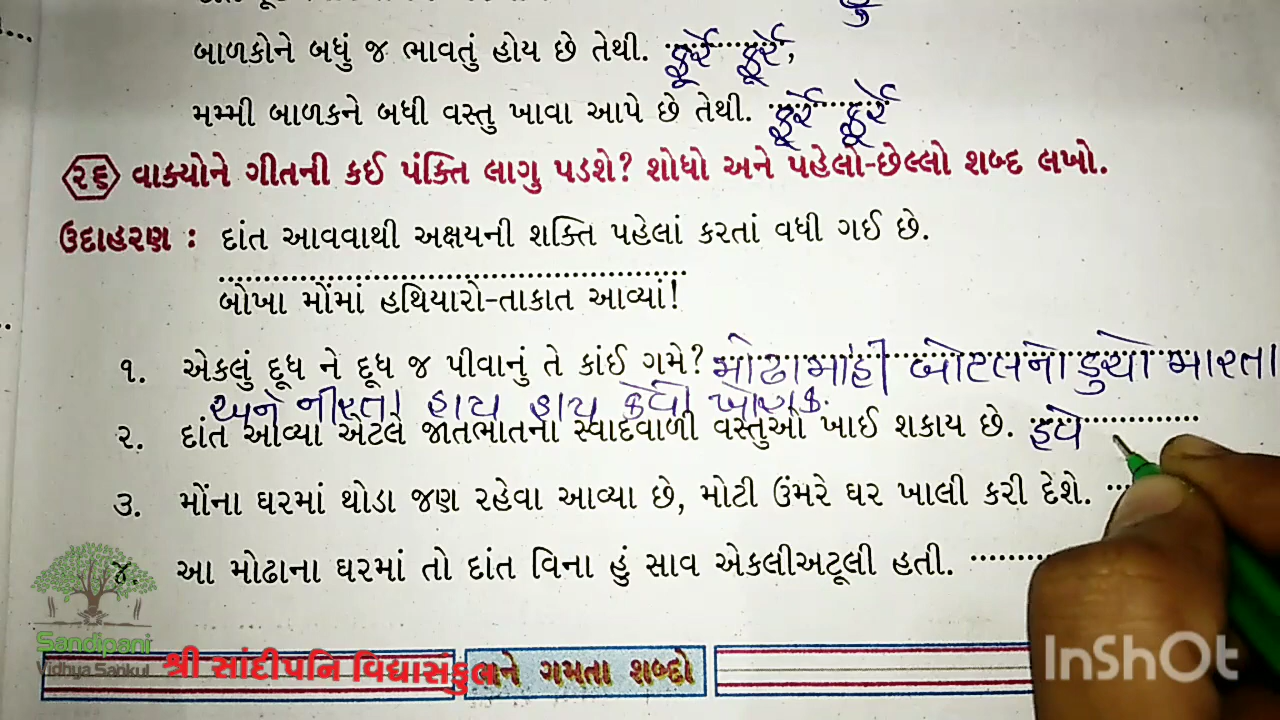 બાળકોને બધું જ ભાવતું હોય છે તેથી. ફૂર્રે ફૂર્રે,
મમ્મી બાળકને બધી વસ્તુ ખાવા આપે છે તેથી. ફૂર્રે ફૂર્રે
૨૬ વાક્યોને ગીતની કઈ પંક્તિ લાગુ પડશે? શોધો અને પહેલો-છેલ્લો શબ્દ લખો.
ઉદાહરણ : દાંત આવવાથી અક્ષયની શક્તિ પહેલાં કરતાં વધી ગઈ છે.
બોખા મોંમાં હથિયારો-તાકાત આવ્યાં!
૧. એકલું દૂધ ને દૂધ જ પીવાનું તે કાંઈ ગમે? મોઢામાંહી બોટલનો ડુચો મારતા
અને નીરતા હાય હાય કેવો ખોરાક.
૨. દાંત આવ્યા એટલે જાતભાતના સ્વાદવાળી વસ્તુઓ ખાઈ શકાય છે. હવે
૩. મોંના ઘરમાં થોડા જણ રહેવા આવ્યા છે, મોટી ઉંમરે ઘર ખાલી કરી દેશે.
૪. આ મોઢાના ઘરમાં તો દાંત વિના હું સાવ એકલીઅટૂલી હતી.
Sandipani
Vidhya Sankul
શ્રી સાંદીપનિ વિદ્યાસંકુલ
ને ગમતા શબ્દો
InShOt